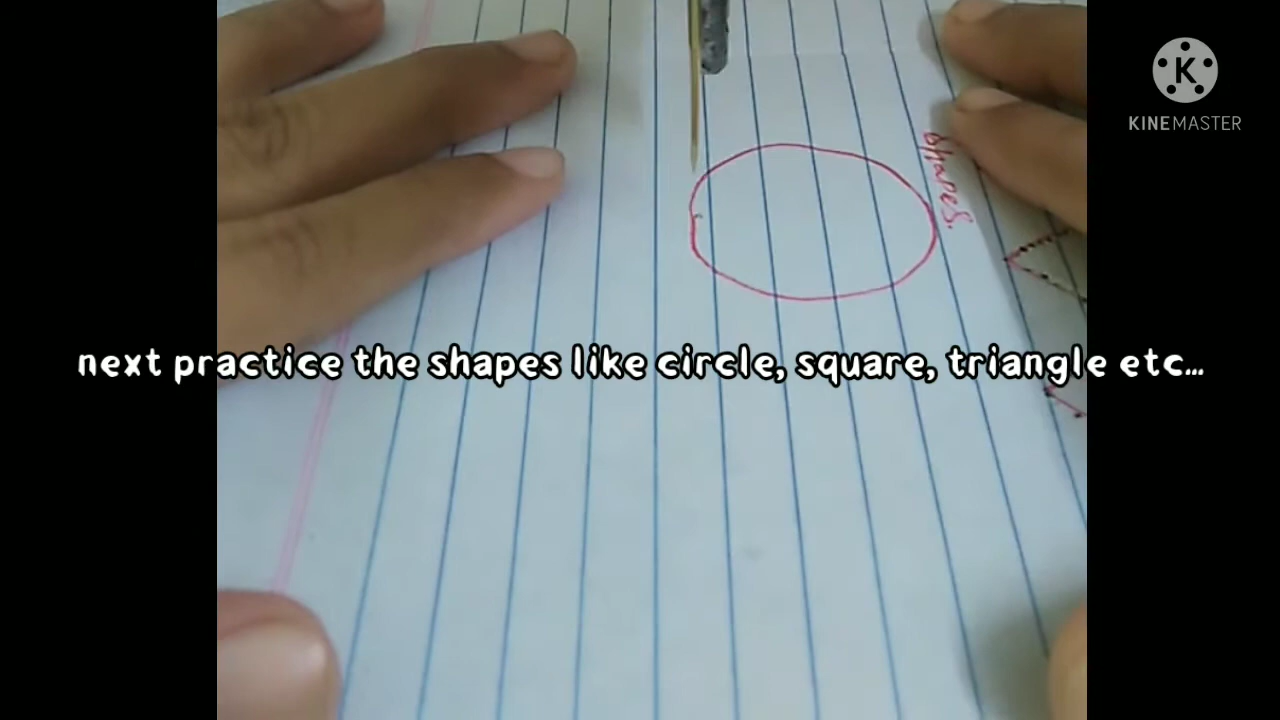 KINEMASTER
shapes.
next practice the shapes like circle, square, triangle etc...